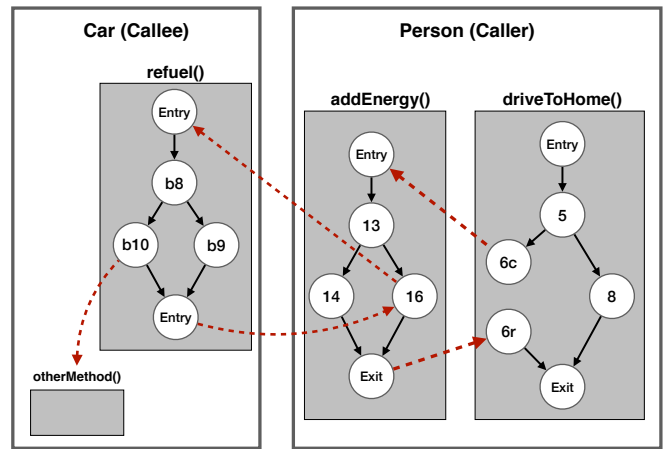 Car (Callee)
refuel()
Entry
b8
b10
b9
Entry
otherMethod()
Person (Caller)
addEnergy()
Entry
13
14
16
Exit
driveToHome()
Entry
5
6c
8
6r
Exit